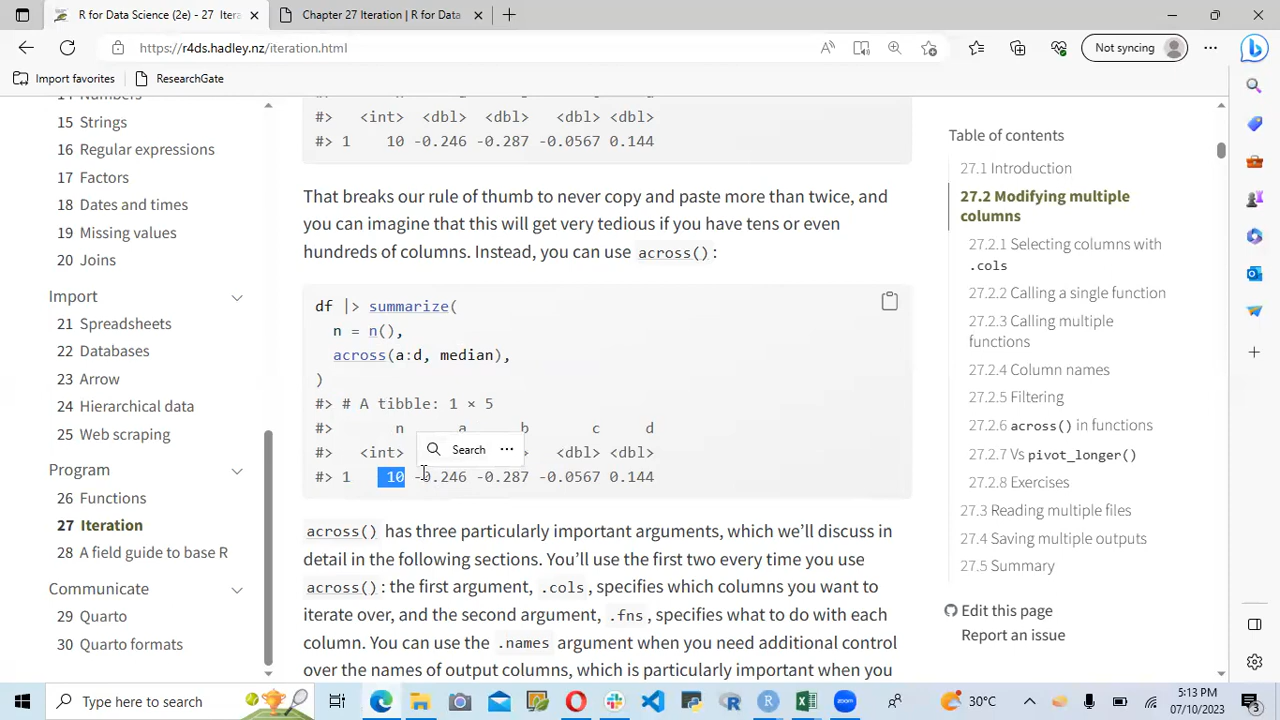 R for Data Science (2e) - 27 Itera
Chapter 27 Iteration | R for Data
https://r4ds.hadley.nz/iteration.html
Not syncing
Import favorites
ResearchGate
14 Numbers
15 Strings
16 Regular expressions
17 Factors
18 Dates and times
19 Missing values
20 Joins
Import
21 Spreadsheets
22 Databases
23 Arrow
24 Hierarchical data
25 Web scraping
Program
26 Functions
27 Iteration
28 A field guide to base R
Communicate
29 Quarto
30 Quarto formats
#> <int> <dbl> <dbl> <dbl> <dbl>
#> 1 10 -0.246 -0.287 -0.0567 0.144
That breaks our rule of thumb to never copy and paste more than twice, and
you can imagine that this will get very tedious if you have tens or even
hundreds of columns. Instead, you can use across():
df |> summarize(
n = n(),
across(a:d, median),
)
#> # A tibble: 1 × 5
#> n a b c d
#> <int> <dbl> <dbl>
Search
#> 1 10 -0.246 -0.287 -0.0567 0.144
across() has three particularly important arguments, which we'll discuss in
detail in the following sections. You'll use the first two every time you use
across(): the first argument, .cols, specifies which columns you want to
iterate over, and the second argument, .fns, specifies what to do with each
column. You can use the .names argument when you need additional control
over the names of output columns, which is particularly important when you
Table of contents
27.1 Introduction
27.2 Modifying multiple
columns
27.2.1 Selecting columns with
.cols
27.2.2 Calling a single function
27.2.3 Calling multiple
functions
27.2.4 Column names
27.2.5 Filtering
27.2.6 across() in functions
27.2.7 Vs pivot_longer()
27.2.8 Exercises
27.3 Reading multiple files
27.4 Saving multiple outputs
27.5 Summary
Edit this page
Report an issue
Type here to search
30°C
5:13 PM
07/10/2023
3